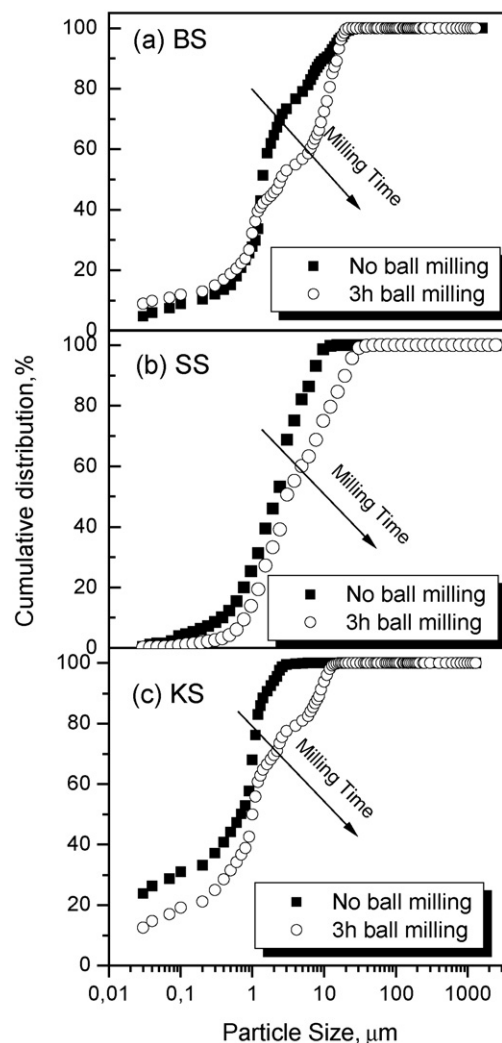 (a) BS
100
80
60
40
20
0
Milling Time
No ball milling
3h ball milling
(b) SS
100
80
60
40
20
0
Milling Time
No ball milling
3h ball milling
Cumulative distribution,%
(c) KS
100
80
60
40
20
0
Milling Time
No ball milling
3h ball milling
0,01 0,1 1 10 100 1000
Particle Size, μm